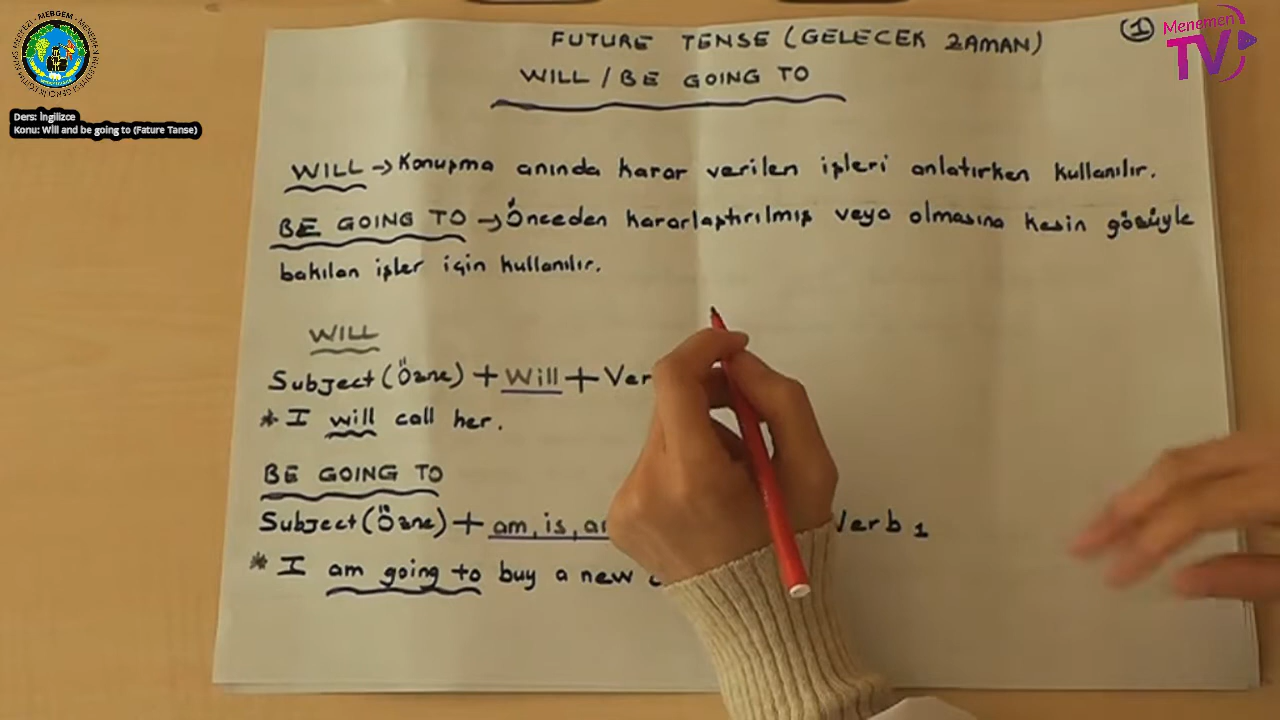 FUTURE TENSE (GELECEK ZAMAN)
(1)
WILL / BE GOING TO
Menemen
TV
MEBGEM
Ders: İngilizce
Konu: Will and be going to (Fature Tanse)
WILL → Konuşma anında karar verilen işleri anlatırken kullanılır.
BE GOING TO → Önceden kararlaştırılmış veya olmasına kesin gözüyle
bakılan işler için kullanılır.
WILL
Subject (Özne) + Will + Ver
* I will call her.
BE GOING TO
Subject (Özne) + am, is, ar Verb 1
* I am going to buy a new